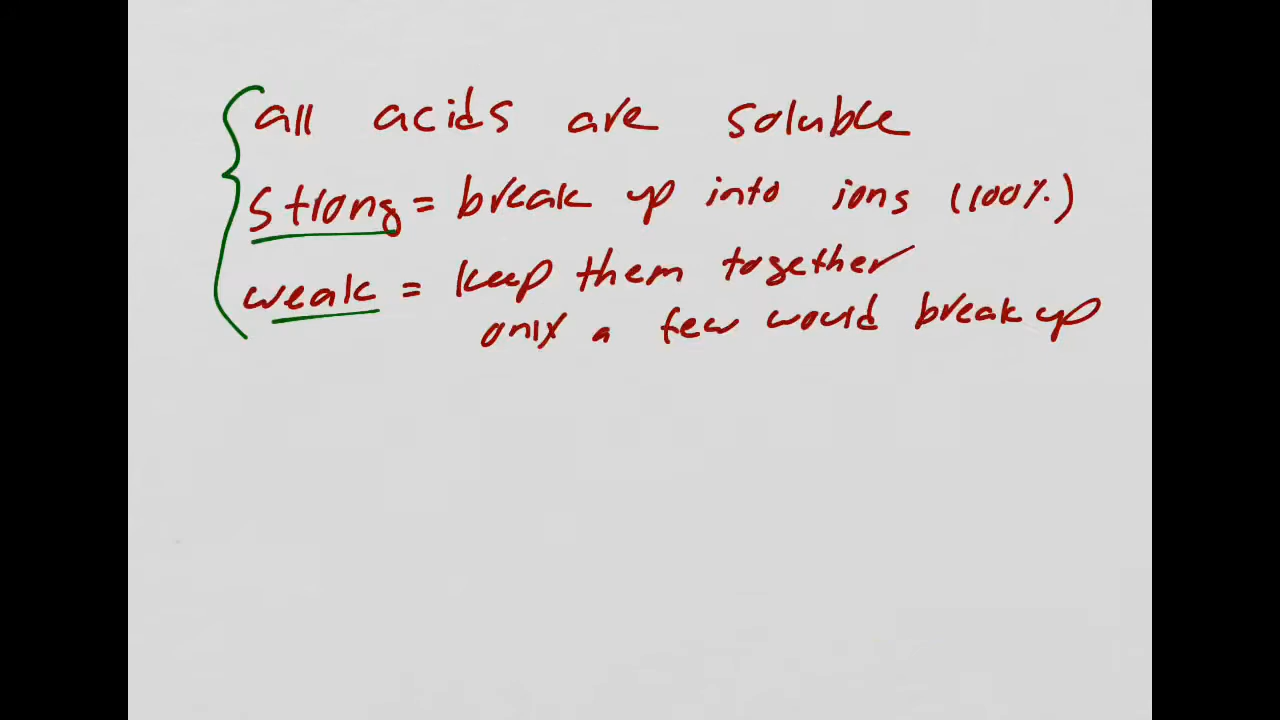 all acids are soluble
strong = break up into ions (100%)
weak = keep them together
only a few would break up